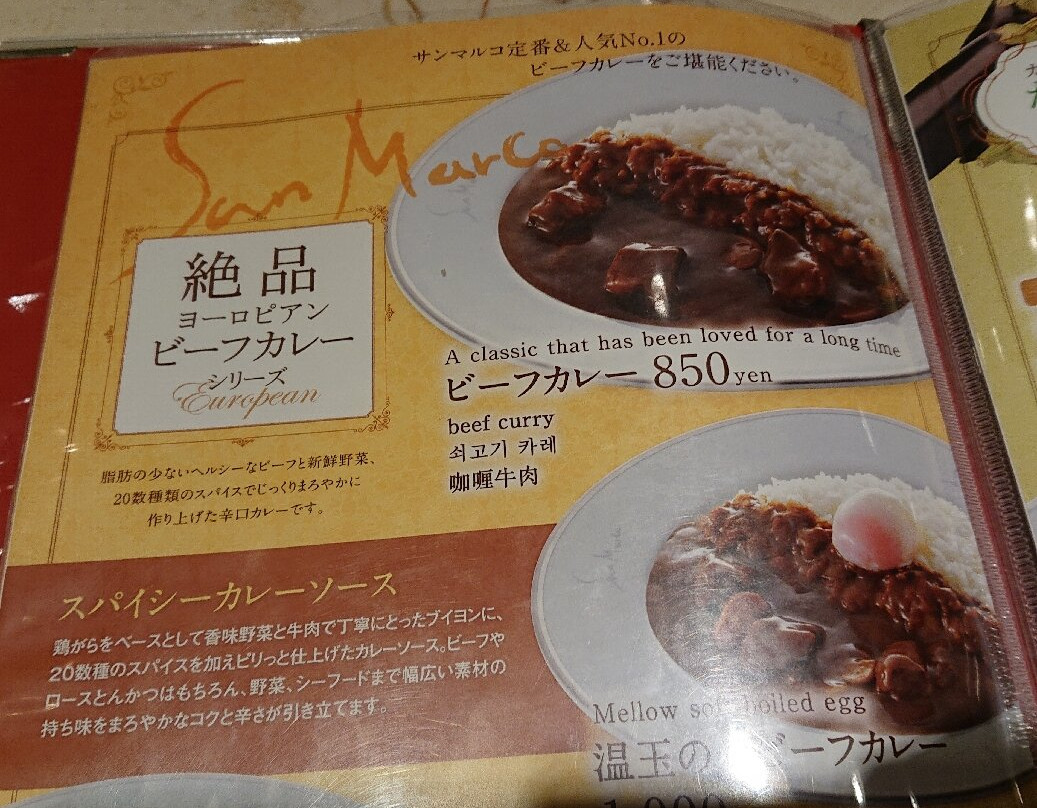 サンマルコ定番&人気No.1の
ビーフカレーをご堪能ください。
San Marco
絶品
ヨーロピアン
ビーフカレー
シリーズ
European
脂肪の少ないヘルシーなビーフと新鮮野菜、
20数種類のスパイスでじっくりまろやかに
作り上げた辛口カレーです。
A classic that has been loved for a long time
ビーフカレー 850yen
beef curry
쇠고기 카레
咖喱牛肉
スパイシーカレーソース
鶏がらをベースとして香味野菜と牛肉で丁寧にとったブイヨンに、
20数種のスパイスを加えピリっと仕上げたカレーソース。ビーフや
ロースとんかつはもちろん、野菜、シーフードまで幅広い素材の
持ち味をまろやかなコクと辛さが引き立てます。
Mellow boiled egg
温玉の ビーフカレー